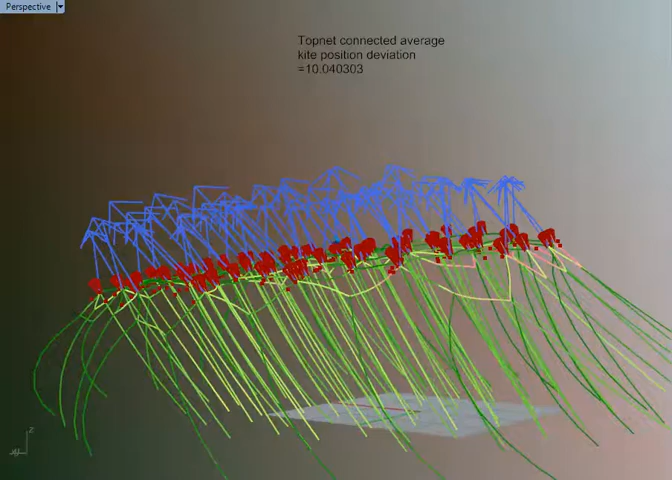 Perspective
Topnet connected average
kite position deviation
=10.040303
z